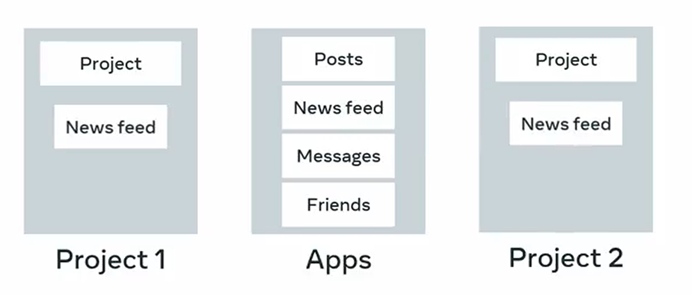 Project
News feed
Project 1
Posts
News feed
Messages
Friends
Apps
Project
News feed
Project 2